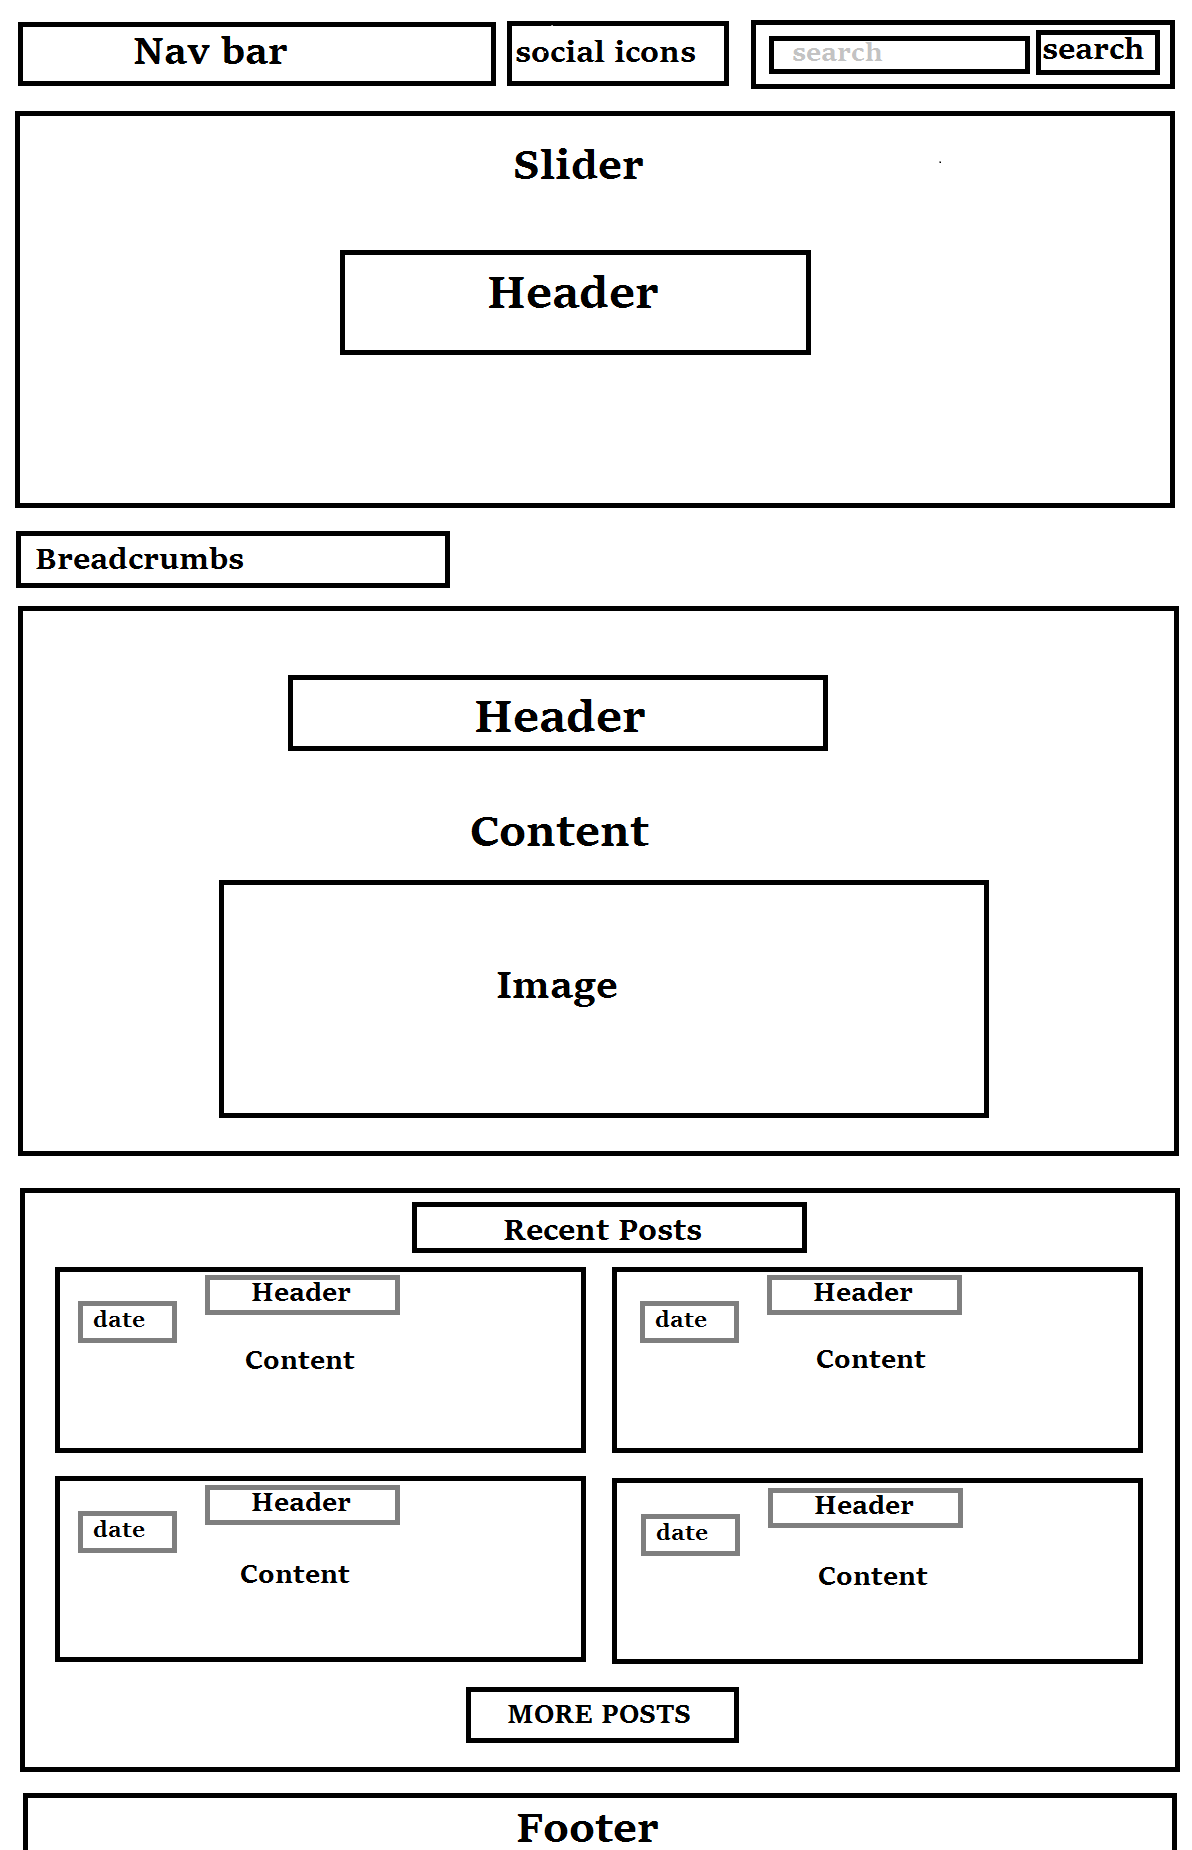 Nav bar
social icons
search
search
Slider
Header
Breadcrumbs
Header
Content
Image
Recent Posts
Header
date
Content
Header
date
Content
Header
date
Content
Header
date
Content
MORE POSTS
Footer